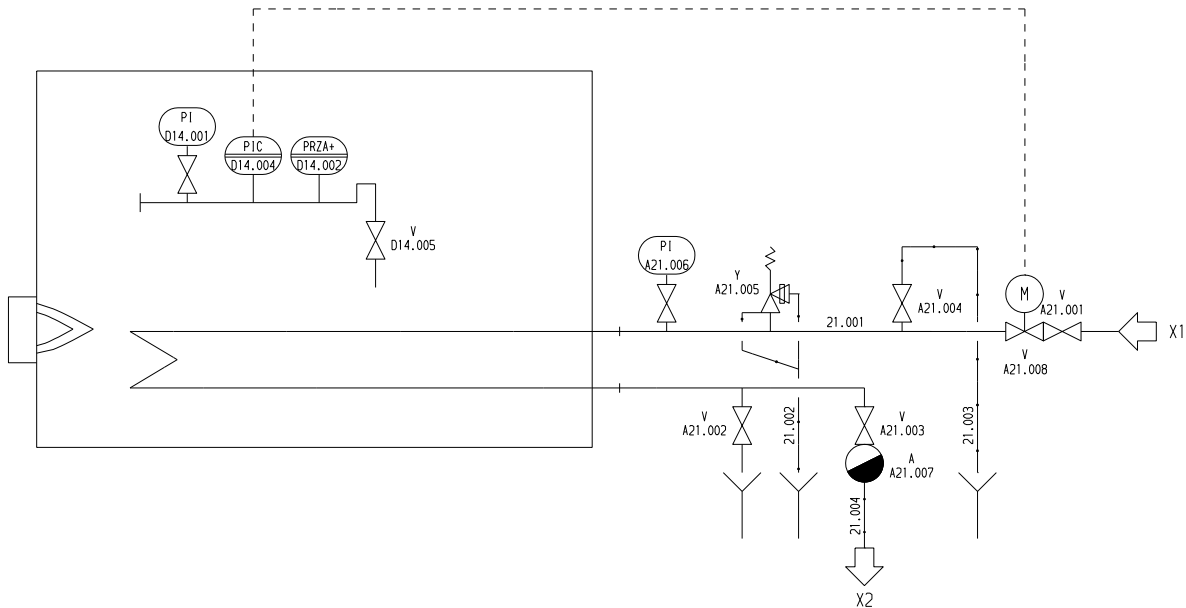 PI
D14.001
PIC
D14.004
PRZA+
D14.002
V
D14.005
PI
A21.006
Y
A21.005
21.001
V
A21.004
M
V
A21.001
X1
V
A21.008
V
A21.002
21.002
V
A21.003
A
A21.007
21.003
21.004
X2